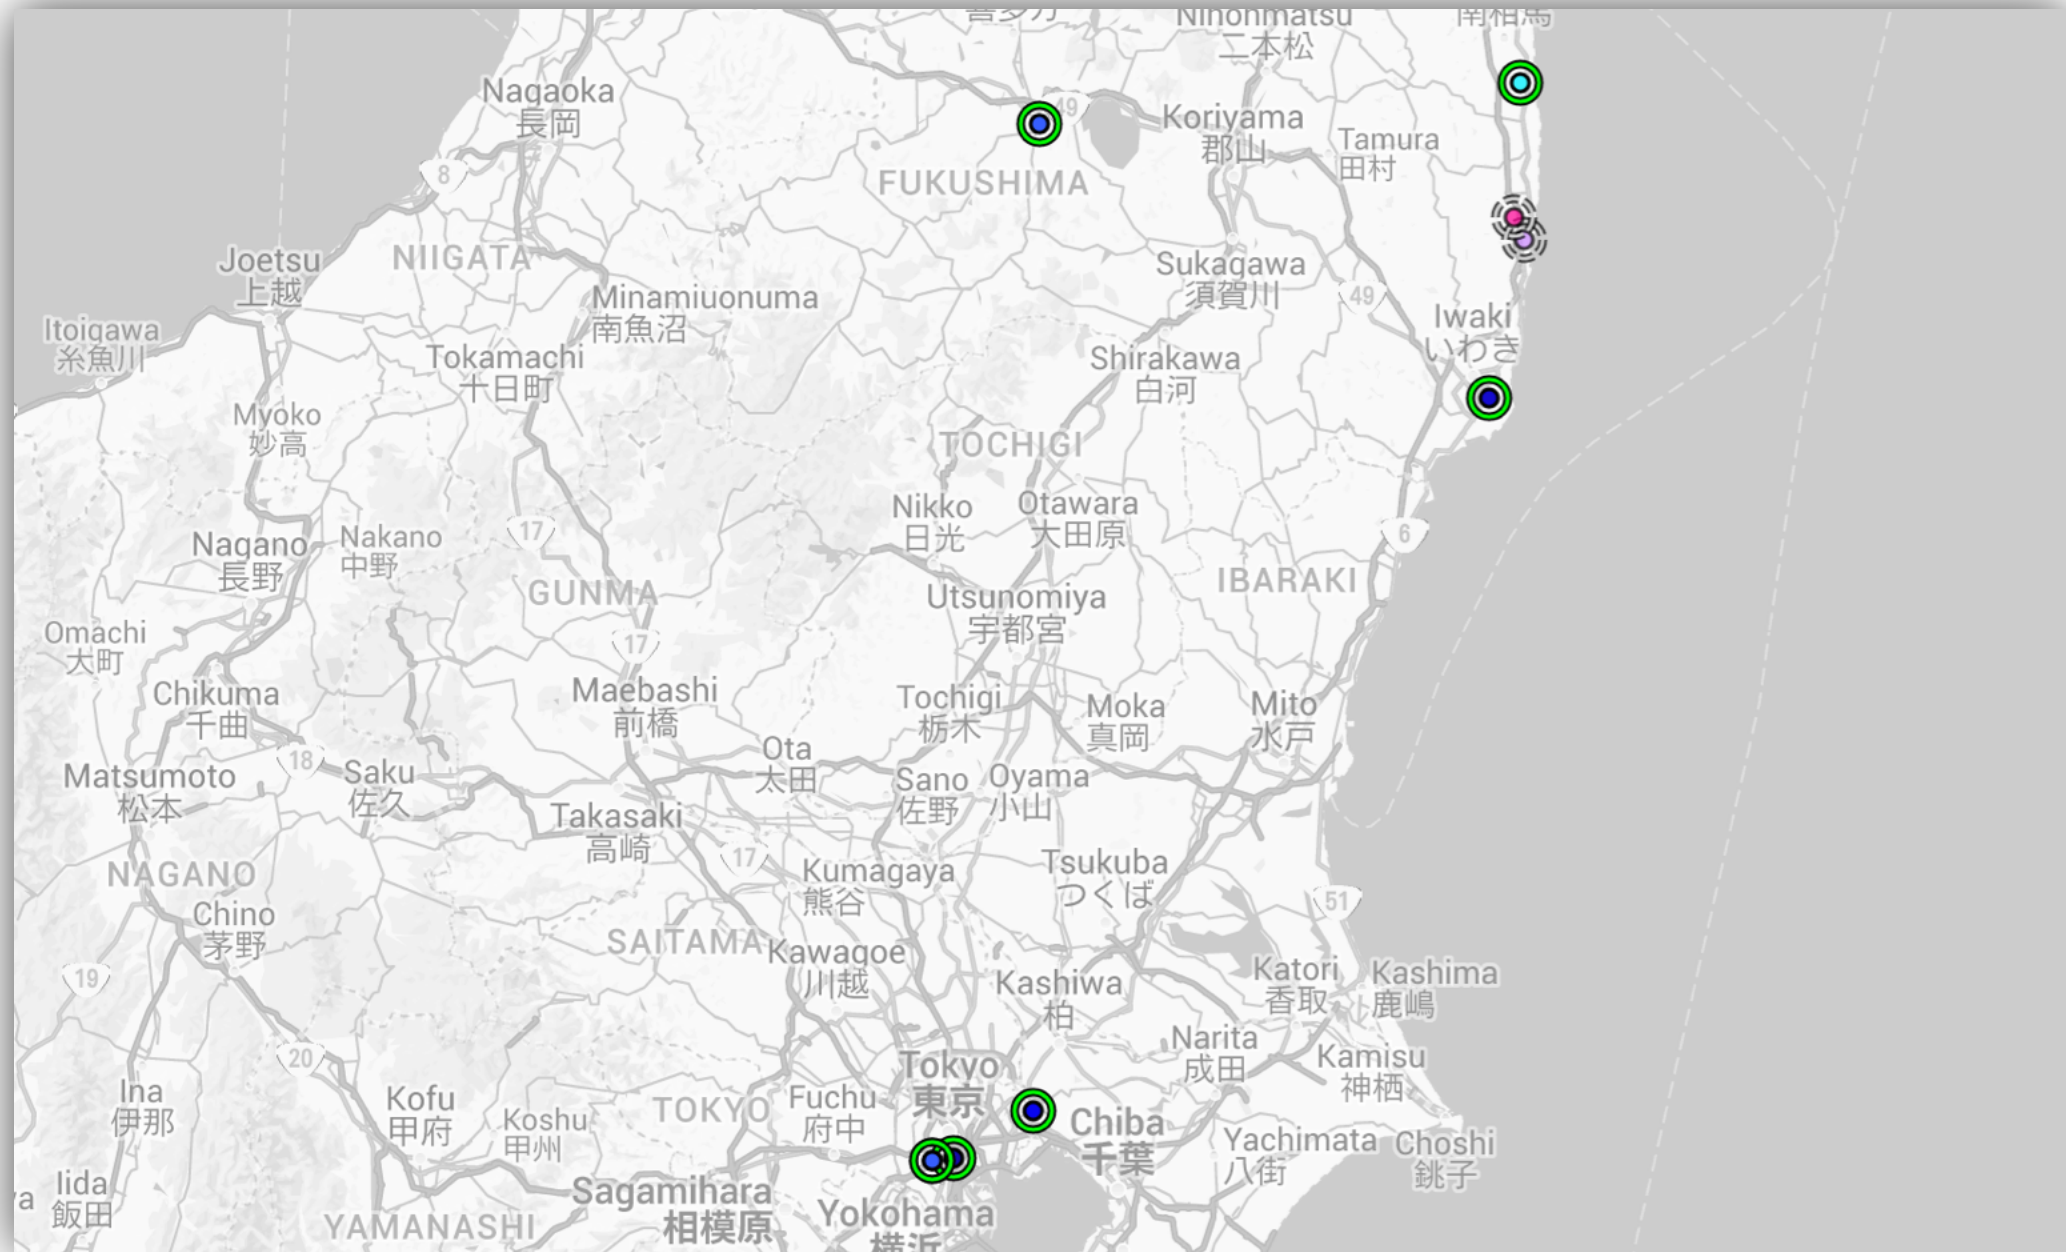 喜多方
Nihonmatsu
二本松
南相馬
Nagaoka
長岡
49
Koriyama
郡山
Tamura
田村
8
FUKUSHIMA
NIIGATA
Joetsu
上越
Sukagawa
須賀川
49
Minamiuonuma
南魚沼
Iwaki
いわき
Itoigawa
糸魚川
Tokamachi
十日町
Shirakawa
白河
Myoko
妙高
TOCHIGI
Nikko
日光
Otawara
大田原
17
6
Nagano
長野
Nakano
中野
GUNMA
IBARAKI
Utsunomiya
宇都宮
Omachi
大町
17
Chikuma
千曲
Maebashi
前橋
Tochigi
栃木
Moka
真岡
Mito
水戸
18
Ota
太田
Matsumoto
松本
Saku
佐久
Sano
佐野
Oyama
小山
Takasaki
高崎
17
Kumagaya
熊谷
Tsukuba
つくば
NAGANO
51
Chino
茅野
SAITAMA
Kawagoe
川越
19
Kashiwa
柏
Katori
香取
Kashima
鹿嶋
20
Narita
成田
Tokyo
東京
Kamisu
神栖
Ina
伊那
Kofu
甲府
Koshu
甲州
TOKYO
Fuchu
府中
Chiba
千葉
Yachimata
八街
Choshi
銚子
Iida
飯田
Sagamihara
相模原
YAMANASHI
Yokohama
横浜